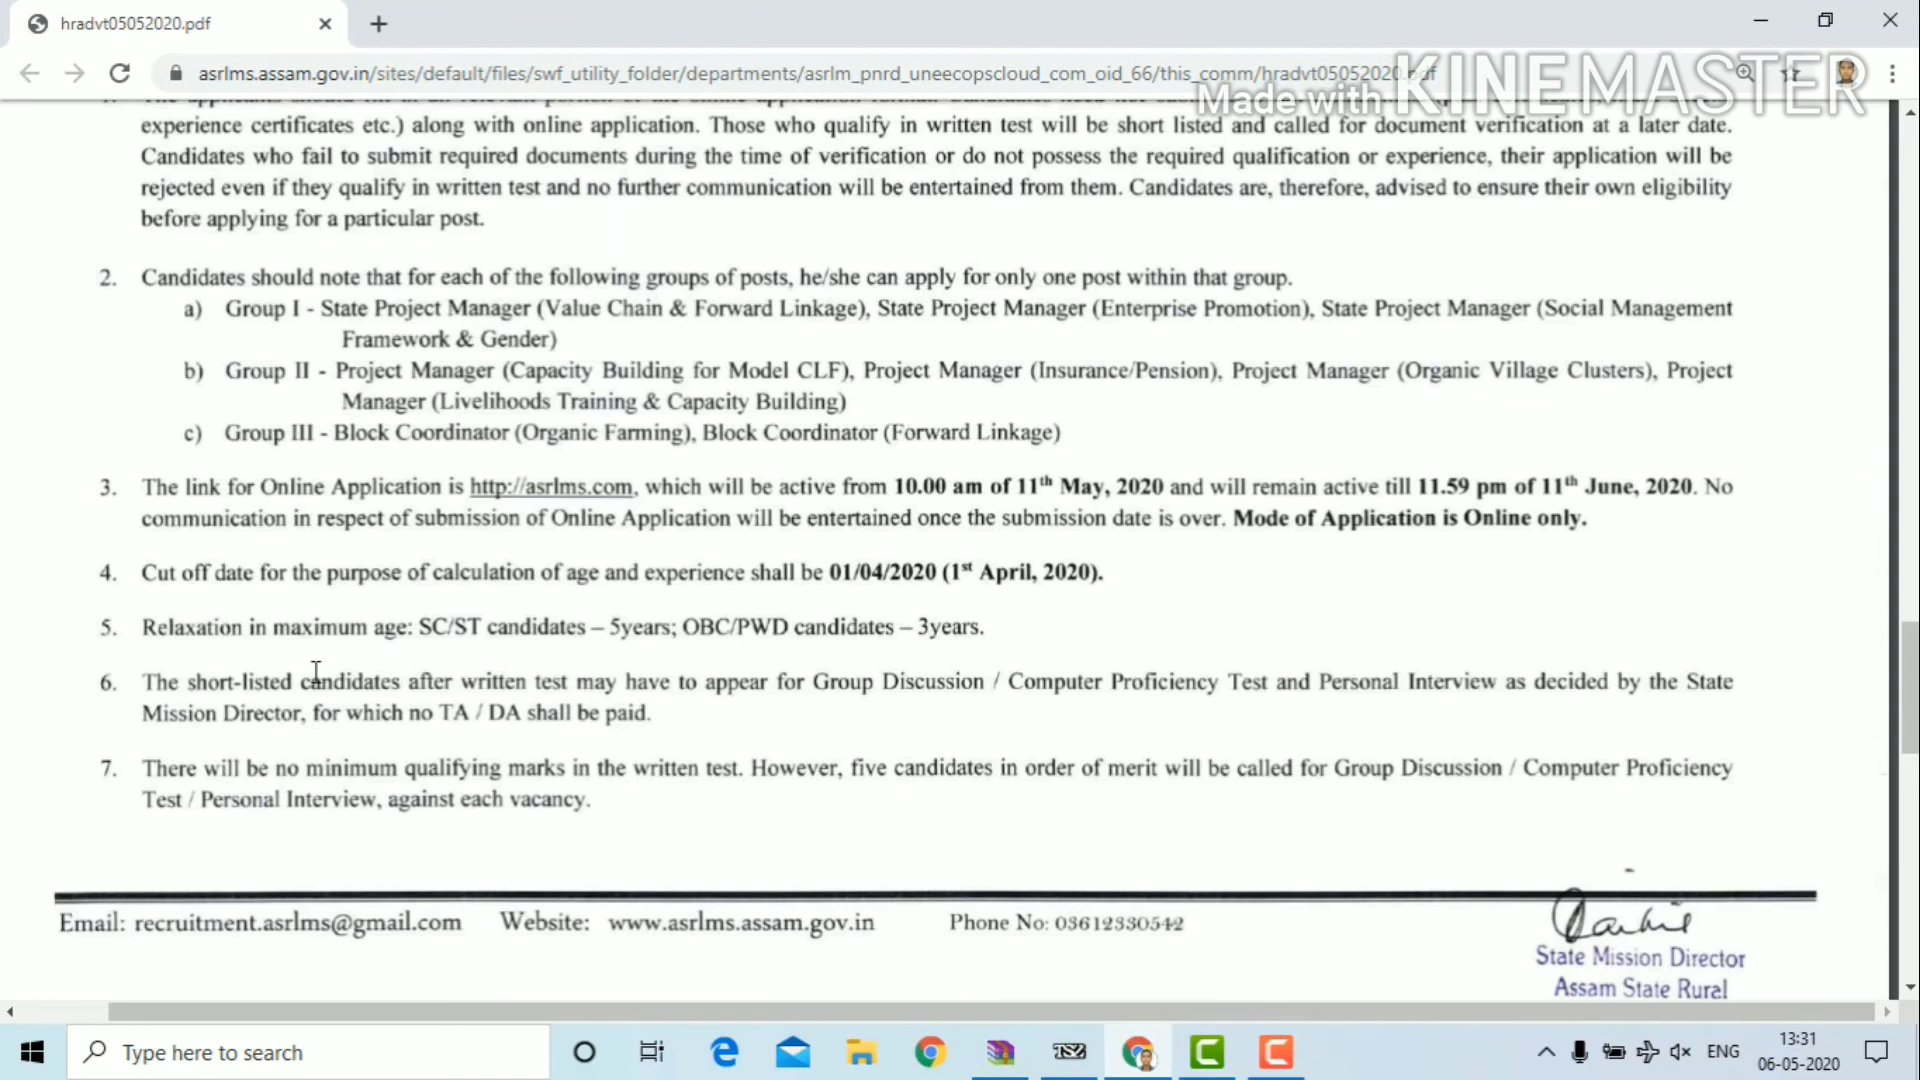 hradvt05052020.pdf
asrlms.assam.gov.in/sites/default/files/swf_utility_folder/departments/asrlm_pnrd_uneecopscloud_com_oid_66/this_comm/hradvt05052020.pdf
Made with KINEMASTER
experience certificates etc.) along with online application. Those who qualify in written test will be short listed and called for document verification at a later date.
Candidates who fail to submit required documents during the time of verification or do not possess the required qualification or experience, their application will be
rejected even if they qualify in written test and no further communication will be entertained from them. Candidates are, therefore, advised to ensure their own eligibility
before applying for a particular post.
2. Candidates should note that for each of the following groups of posts, he/she can apply for only one post within that group.
a) Group I - State Project Manager (Value Chain & Forward Linkage), State Project Manager (Enterprise Promotion), State Project Manager (Social Management
Framework & Gender)
b) Group II - Project Manager (Capacity Building for Model CLF), Project Manager (Insurance/Pension), Project Manager (Organic Village Clusters), Project
Manager (Livelihoods Training & Capacity Building)
c) Group III - Block Coordinator (Organic Farming), Block Coordinator (Forward Linkage)
3. The link for Online Application is http://asrlms.com, which will be active from 10.00 am of 11th May, 2020 and will remain active till 11.59 pm of 11th June, 2020. No
communication in respect of submission of Online Application will be entertained once the submission date is over. Mode of Application is Online only.
4. Cut off date for the purpose of calculation of age and experience shall be 01/04/2020 (1st April, 2020).
5. Relaxation in maximum age: SC/ST candidates – 5years; OBC/PWD candidates – 3years.
6. The short-listed candidates after written test may have to appear for Group Discussion / Computer Proficiency Test and Personal Interview as decided by the State
Mission Director, for which no TA / DA shall be paid.
7. There will be no minimum qualifying marks in the written test. However, five candidates in order of merit will be called for Group Discussion / Computer Proficiency
Test / Personal Interview, against each vacancy.
Email: recruitment.asrlms@gmail.com Website: www.asrlms.assam.gov.in Phone No: 03612330542
State Mission Director
Assam State Rural
Type here to search
TS2
ENG
13:31
06-05-2020